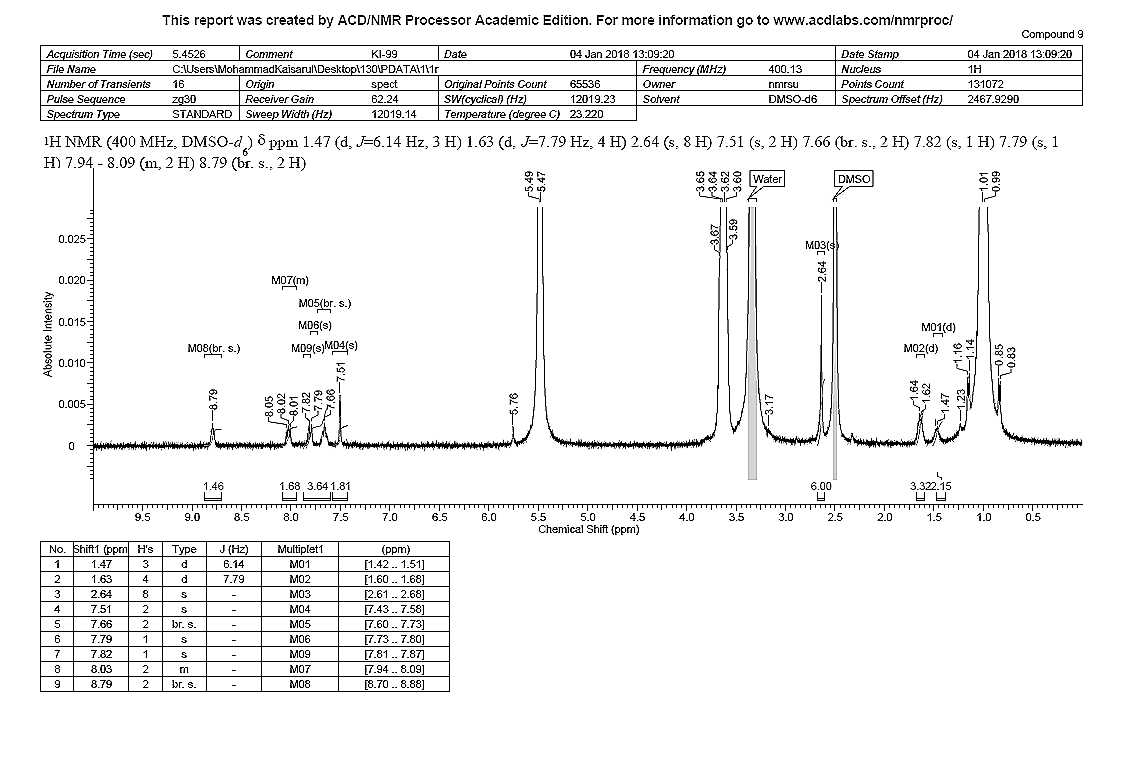 This report was created by ACD/NMR Processor Academic Edition. For more information go to www.acdlabs.com/nmrproc/
Compound 9
Acquisition Time (sec) 5.4526 Comment KI-99 Date 04 Jan 2018 13:09:20 Date Stamp 04 Jan 2018 13:09:20
File Name C:\Users\MohammadKaisarul\Desktop\130\PDATA\1\1r Frequency (MHz) 400.13 Nucleus 1H
Number of Transients 16 Origin spect Original Points Count 65536 Owner nmrsu Points Count 131072
Pulse Sequence zg30 Receiver Gain 62.24 SW(cyclical) (Hz) 12019.23 Solvent DMSO-d6 Spectrum Offset (Hz) 2467.9290
Spectrum Type STANDARD Sweep Width (Hz) 12019.14 Temperature (degree C) 23.220
1H NMR (400 MHz, DMSO-d6) δ ppm 1.47 (d, J=6.14 Hz, 3 H) 1.63 (d, J=7.79 Hz, 4 H) 2.64 (s, 8 H) 7.51 (s, 2 H) 7.66 (br. s., 2 H) 7.82 (s, 1 H) 7.79 (s, 1
H) 7.94 - 8.09 (m, 2 H) 8.79 (br. s., 2 H)
5.49 5.47 3.65 3.64 3.62 3.60 Water DMSO 1.01 0.99
3.67 3.59
M03(s)
0.025
2.64
M07(m)
0.020
M05(br. s.)
0.015
M06(s)
M01(d)
M08(br. s.) M09(s) M04(s) M02(d)
Absolute Intensity
0.010
7.51 1.16 1.14 0.85 0.83
0.005
8.79 8.05 8.02 8.01 7.82 7.79 7.66 5.76 3.17 1.64 1.62 1.47 1.23
0
1.46 1.68 3.64 1.81 6.00 3.32 2.15
9.5 9.0 8.5 8.0 7.5 7.0 6.5 6.0 5.5 5.0 4.5 4.0 3.5 3.0 2.5 2.0 1.5 1.0 0.5
Chemical Shift (ppm)
No. Shift1 (ppm H's Type J (Hz) Multiplet1 (ppm)
1 1.47 3 d 6.14 M01 [1.42 .. 1.51]
2 1.63 4 d 7.79 M02 [1.60 .. 1.68]
3 2.64 8 s - M03 [2.61 .. 2.68]
4 7.51 2 s - M04 [7.43 .. 7.58]
5 7.66 2 br. s. - M05 [7.60 .. 7.73]
6 7.79 1 s - M06 [7.73 .. 7.80]
7 7.82 1 s - M09 [7.81 .. 7.87]
8 8.03 2 m - M07 [7.94 .. 8.09]
9 8.79 2 br. s. - M08 [8.70 .. 8.88]